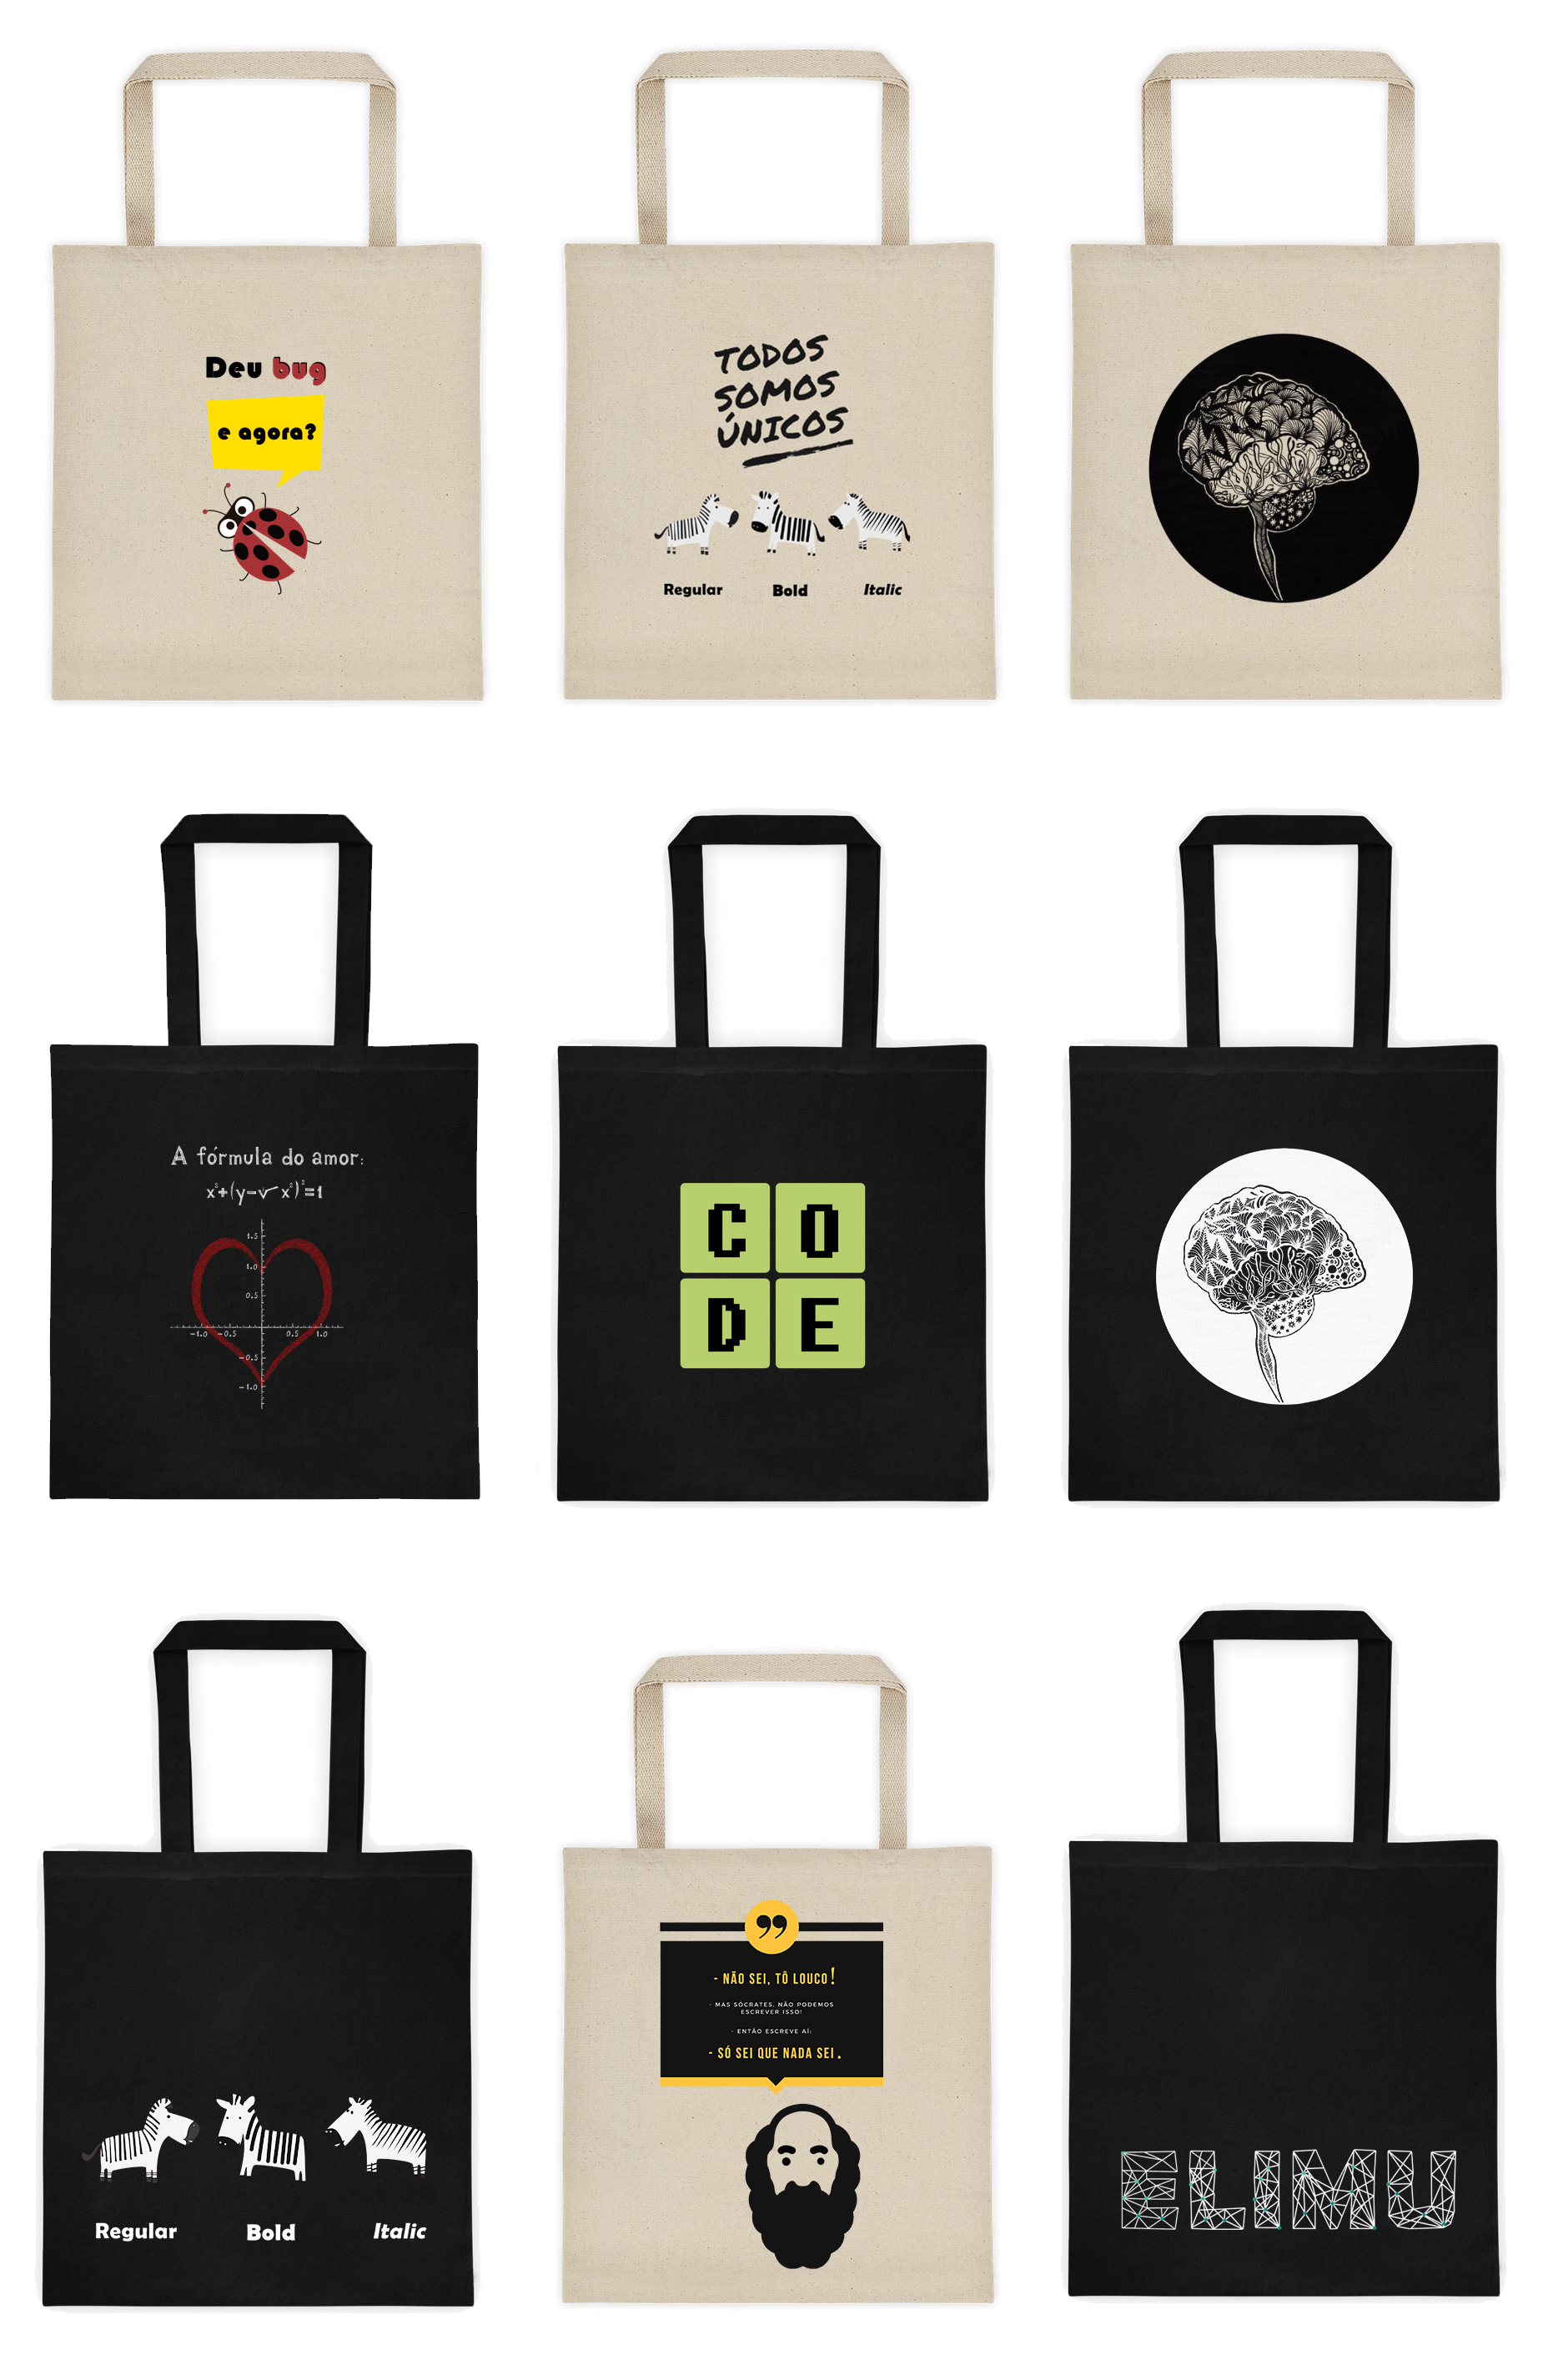 Deu bug
e agora?
TODOS
SOMOS
ÚNICOS
Regular Bold Italic
A fórmula do amor:
x²+(y-√x²)²=1
1.5
1.0
0.5
-1.0 -0.5 0.5 1.0
-0.5
-1.0
C O
D E
Regular Bold Italic
”
- NÃO SEI, TÔ LOUCO!
- MAS SÓCRATES, NÃO PODEMOS
ESCREVER ISSO!
- ENTÃO ESCREVE AÍ:
- SÓ SEI QUE NADA SEI.
ELIMU